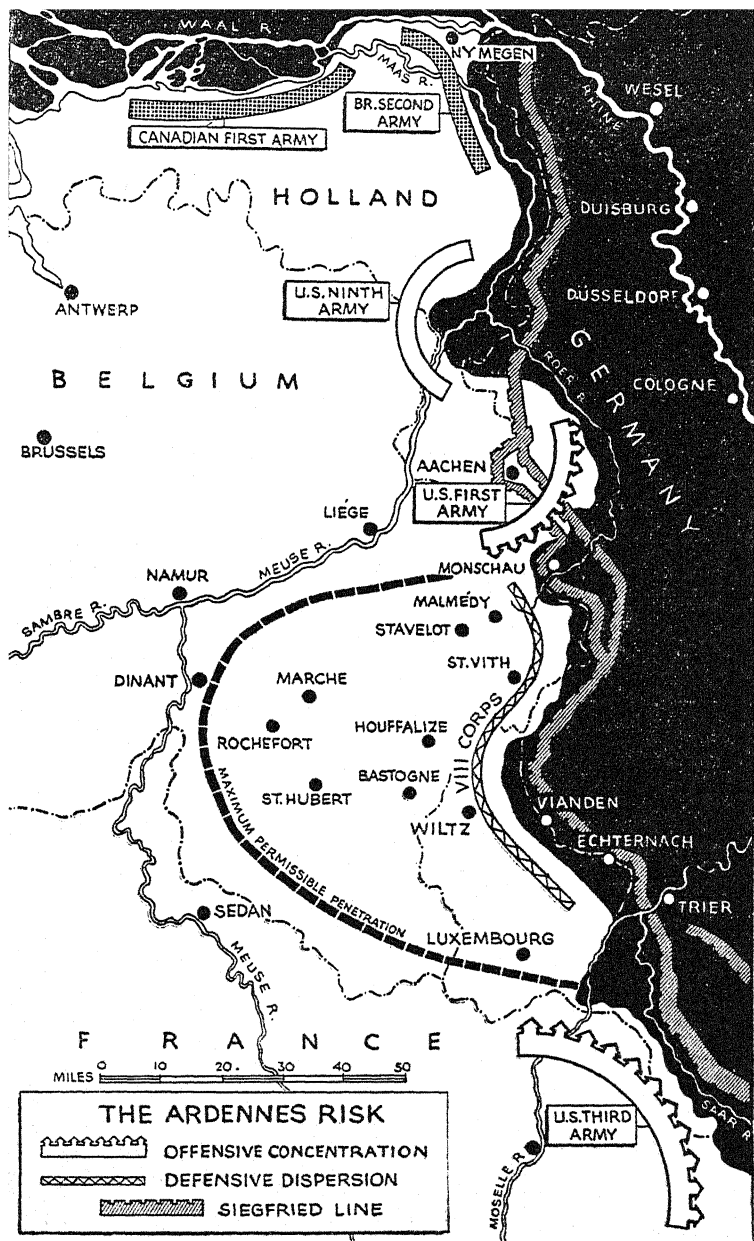 WAAL R.
NYMEGEN
MAAS R.
BR. SECOND
ARMY
CANADIAN FIRST ARMY
RHINE
WESEL
HOLLAND
DUISBURG
U.S. NINTH
ARMY
ANTWERP
DÜSSELDORF
GERMANY
ROER R.
BELGIUM
COLOGNE
BRUSSELS
AACHEN
U.S. FIRST
ARMY
LIÉGE
MEUSE R.
MONSCHAU
NAMUR
SAMBRE R.
MALMÉDY
STAVELOT
ST. VITH
DINANT
MARCHE
VIII CORPS
HOUFFALIZE
ROCHEFORT
BASTOGNE
ST. HUBERT
WILTZ
VIANDEN
MAXIMUM PERMISSIBLE PENETRATION
ECHTERNACH
TRIER
SEDAN
LUXEMBOURG
MEUSE R.
FRANCE
MILES 0 10 20 30 40 50
THE ARDENNES RISK
OFFENSIVE CONCENTRATION
DEFENSIVE DISPERSION
SIEGFRIED LINE
U.S. THIRD
ARMY
SAAR R.
MOSELLE R.